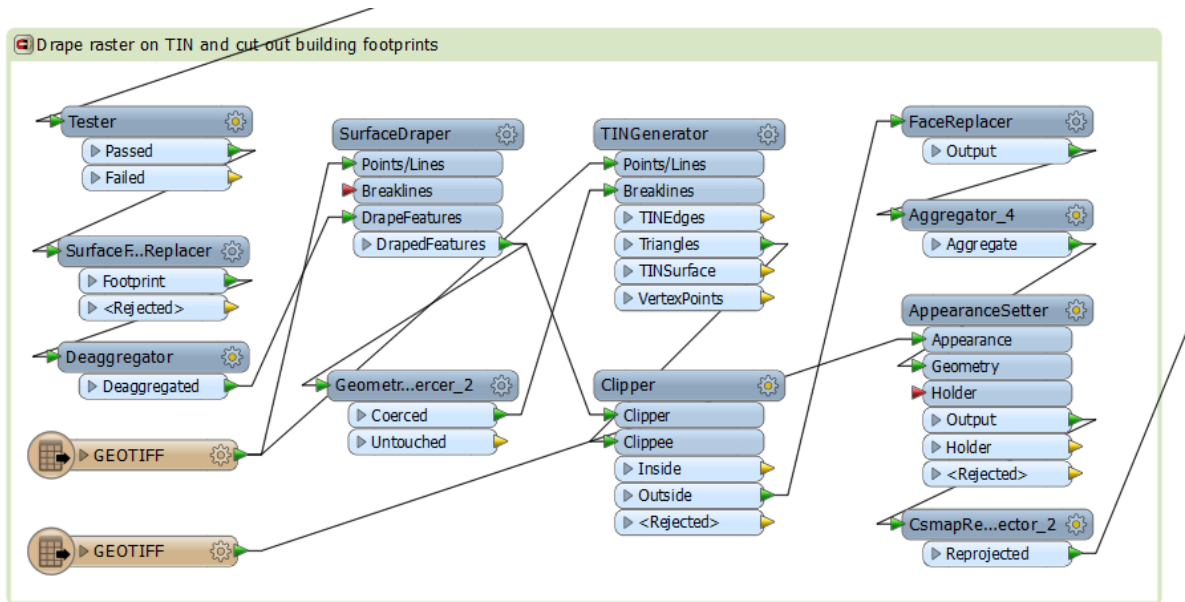 Drape raster on TIN and cut out building footprints
Tester
Passed
Failed
SurfaceF...Replacer
Footprint
<Rejected>
Deaggregator
Deaggregated
GEOTIFF
GEOTIFF
SurfaceDraper
Points/Lines
Breaklines
DrapeFeatures
DrapedFeatures
Geometr...ercer_2
Coerced
Untouched
TINGenerator
Points/Lines
Breaklines
TINEdges
Triangles
TINSurface
VertexPoints
Clipper
Clipper
Clippee
Inside
Outside
<Rejected>
FaceReplacer
Output
Aggregator_4
Aggregate
AppearanceSetter
Appearance
Geometry
Holder
Output
Holder
<Rejected>
CsmapRe...ector_2
Reprojected